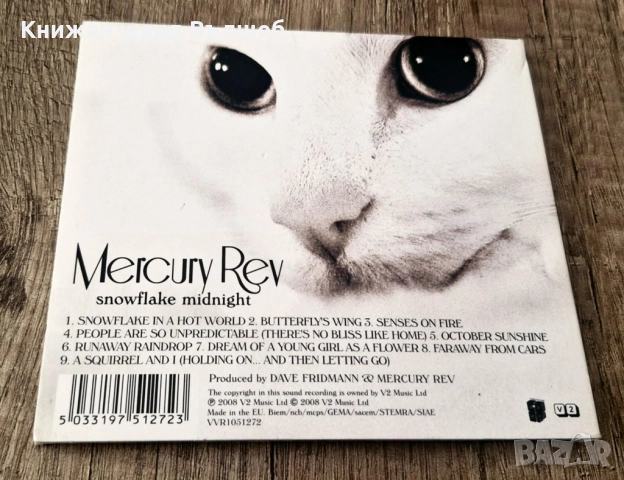 Mercury Rev
snowflake midnight
1. SNOWFLAKE IN A HOT WORLD 2. BUTTERFLY'S WING 3. SENSES ON FIRE
4. PEOPLE ARE SO UNPREDICTABLE (THERE'S NO BLISS LIKE HOME) 5. OCTOBER SUNSHINE
6. RUNAWAY RAINDROP 7. DREAM OF A YOUNG GIRL AS A FLOWER 8. FARAWAY FROM CARS
9. A SQUIRREL AND I (HOLDING ON... AND THEN LETTING GO)
Produced by DAVE FRIDMANN & MERCURY REV
The copyright in this sound recording is owned by V2 Music Ltd
℗ 2008 V2 Music Ltd © 2008 V2 Music Ltd
Made in the EU. Biem/ncb/mcps/GEMA/sacem/STEMRA/SIAE
VVR1051272
5 033197 512723
V2
BAZAR